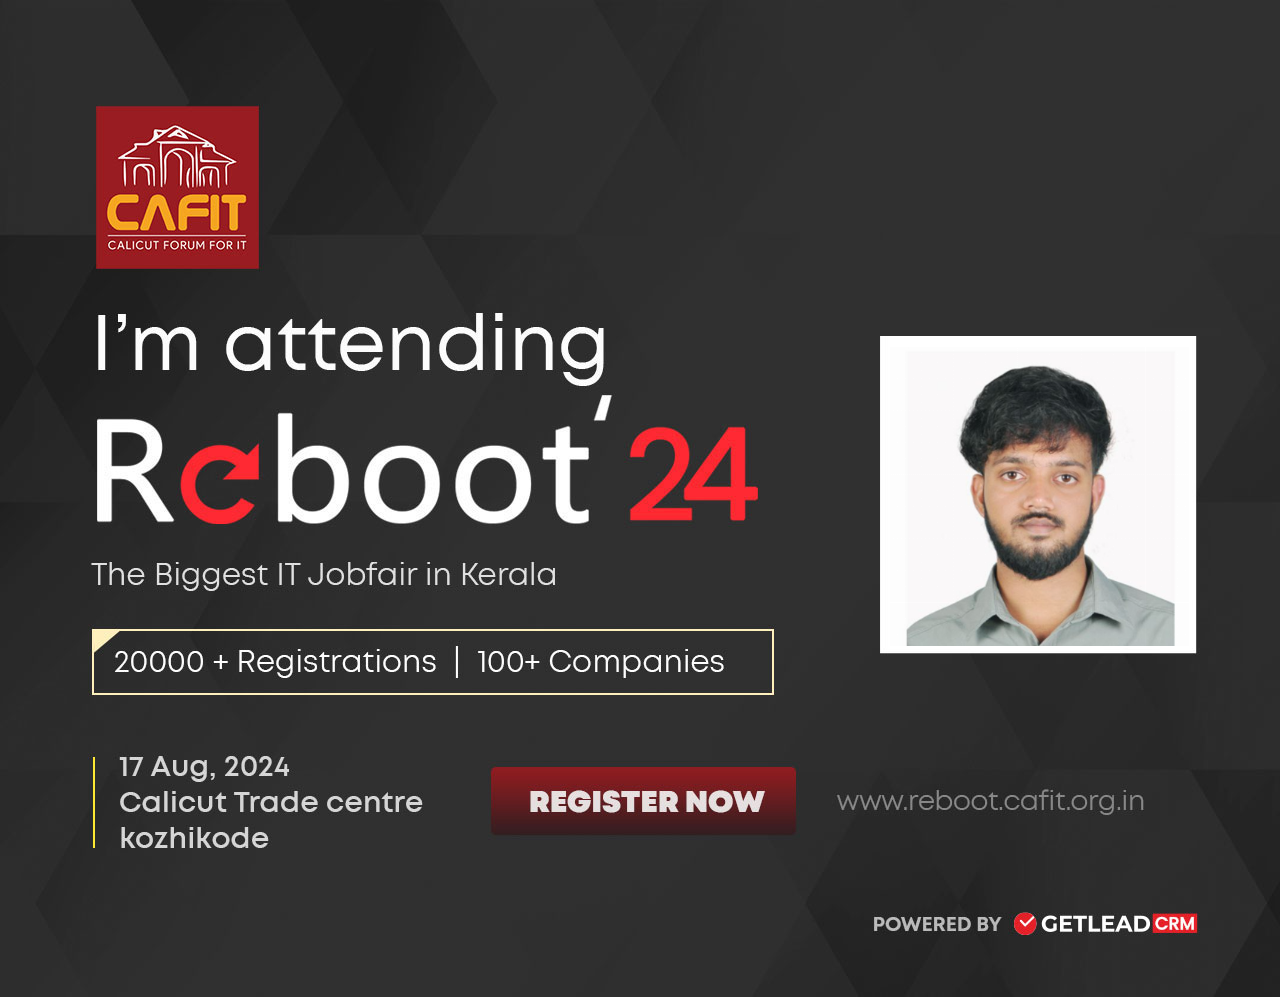 CAFIT
CALICUT FORUM FOR IT
I’m attending
Reboot’24
The Biggest IT Jobfair in Kerala
20000 + Registrations | 100+ Companies
17 Aug, 2024
Calicut Trade centre
kozhikode
REGISTER NOW
www.reboot.cafit.org.in
POWERED BY GETLEAD CRM